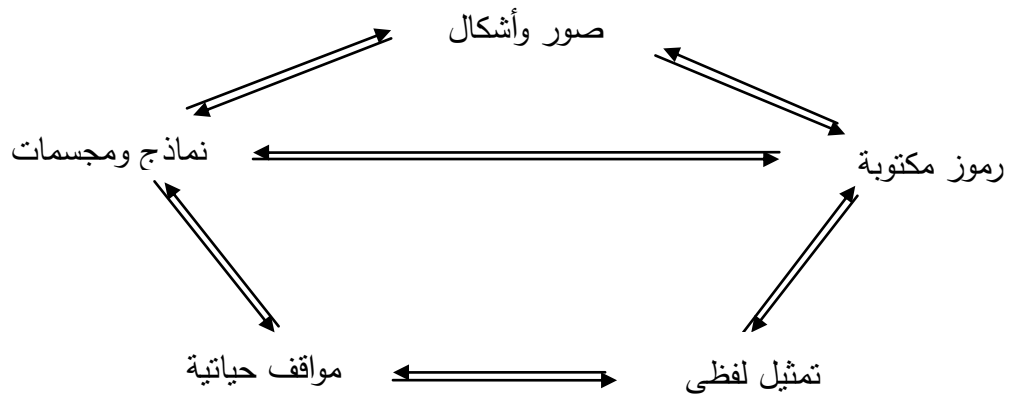 صور وأشكال
رموز مكتوبة
نماذج ومجسمات
تمثيل لفظى
مواقف حياتية